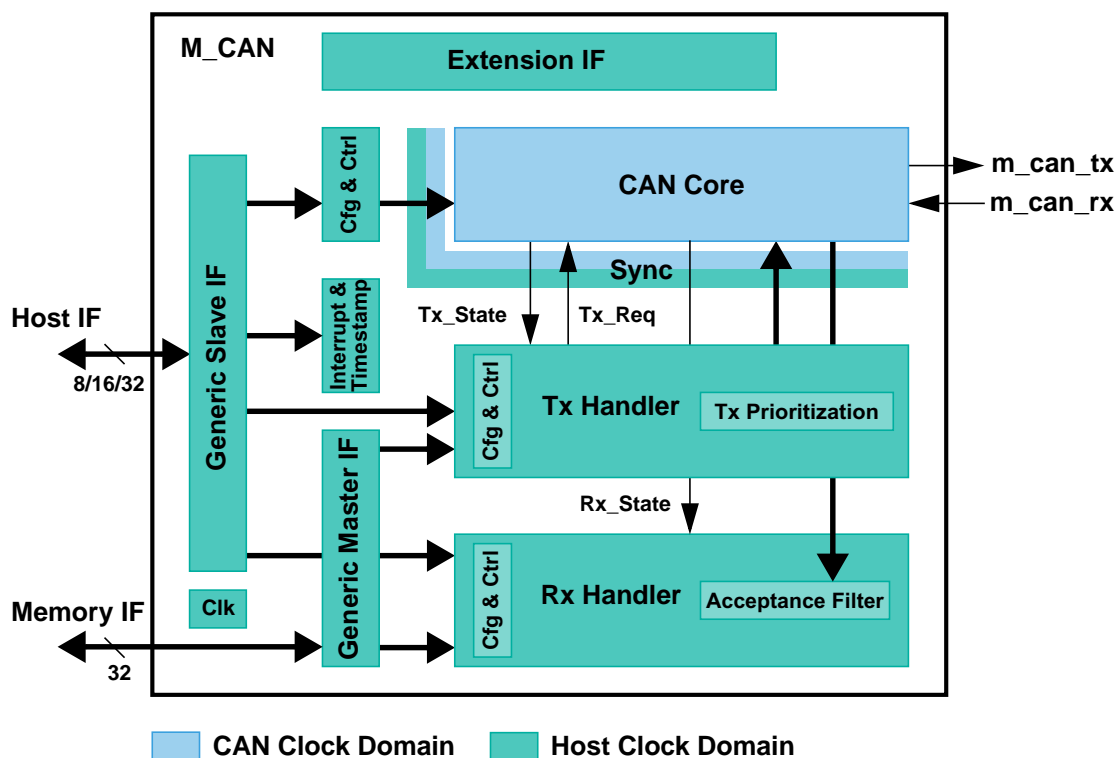 M_CAN
Extension IF
Cfg & Ctrl
CAN Core
m_can_tx
m_can_rx
Sync
Generic Slave IF
Interrupt &
Timestamp
Tx_State
Tx_Req
Host IF
8/16/32
Cfg & Ctrl
Tx Handler
Tx Prioritization
Generic Master IF
Rx_State
Cfg & Ctrl
Rx Handler
Acceptance Filter
Clk
Memory IF
32
CAN Clock Domain
Host Clock Domain